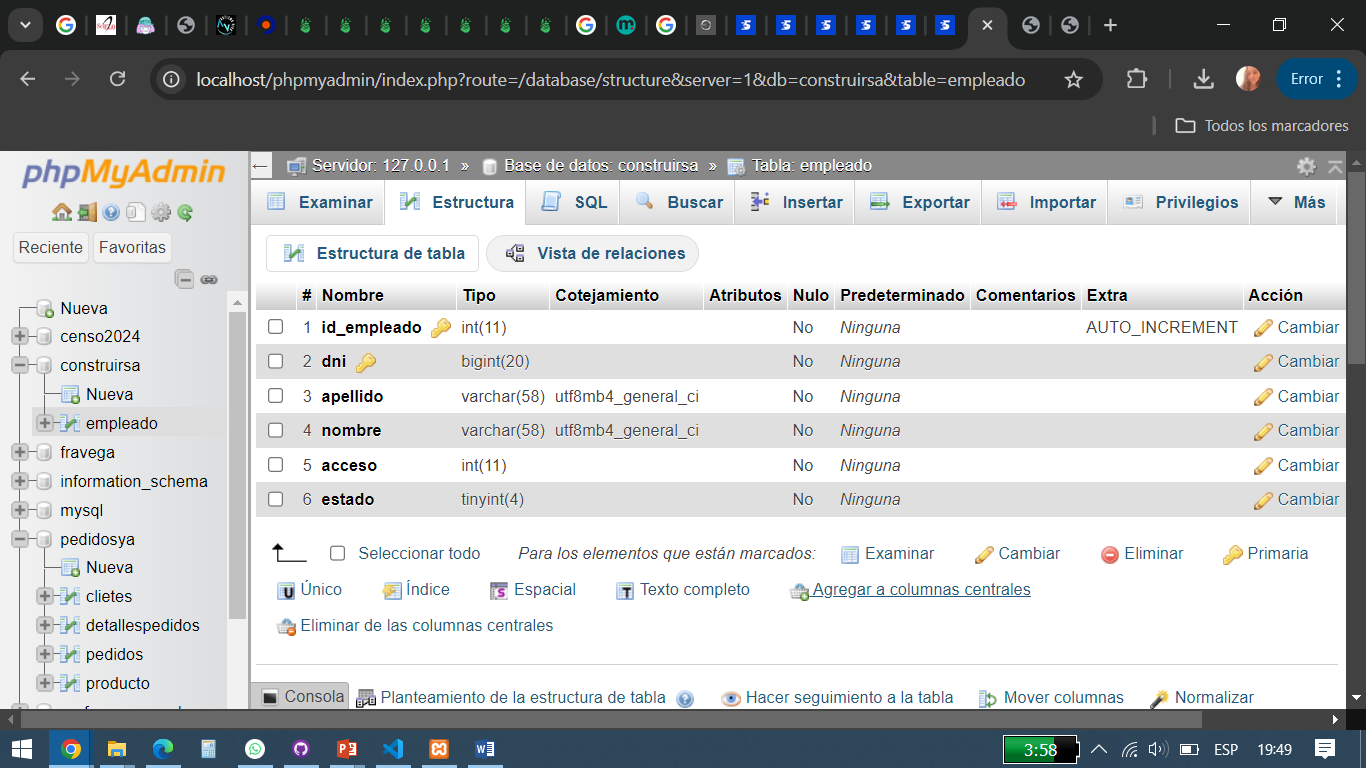 localhost/phpmyadmin/index.php?route=/database/structure&server=1&db=construirsa&table=empleado
Error
Todos los marcadores
phpMyAdmin
Reciente Favoritas
Nueva
censo2024
construirsa
Nueva
empleado
fravega
information_schema
mysql
pedidosya
Nueva
clietes
detallespedidos
pedidos
producto
Servidor: 127.0.0.1 » Base de datos: construirsa » Tabla: empleado
Examinar Estructura SQL Buscar Insertar Exportar Importar Privilegios Más
Estructura de tabla Vista de relaciones
# Nombre Tipo Cotejamiento Atributos Nulo Predeterminado Comentarios Extra Acción
1 id_empleado int(11) No Ninguna AUTO_INCREMENT Cambiar
2 dni bigint(20) No Ninguna Cambiar
3 apellido varchar(58) utf8mb4_general_ci No Ninguna Cambiar
4 nombre varchar(58) utf8mb4_general_ci No Ninguna Cambiar
5 acceso int(11) No Ninguna Cambiar
6 estado tinyint(4) No Ninguna Cambiar
Seleccionar todo Para los elementos que están marcados: Examinar Cambiar Eliminar Primaria
Único Índice Espacial Texto completo Agregar a columnas centrales
Eliminar de las columnas centrales
Consola Planteamiento de la estructura de tabla Hacer seguimiento a la tabla Mover columnas Normalizar
3:58 ESP 19:49